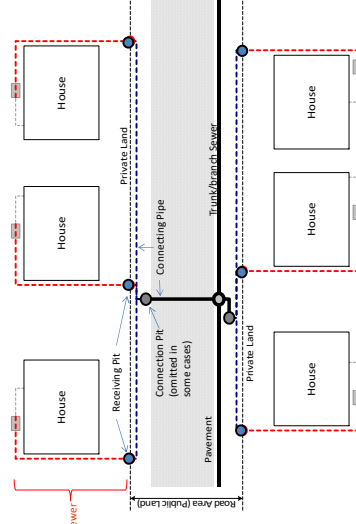 House
House
House
Private Land
Trunk/branch Sewer
Connecting Pipe
Receiving Pit
Connection Pit
(omitted in
some cases)
Pavement
Private Land
Road Area (Public Land)
House
House
House